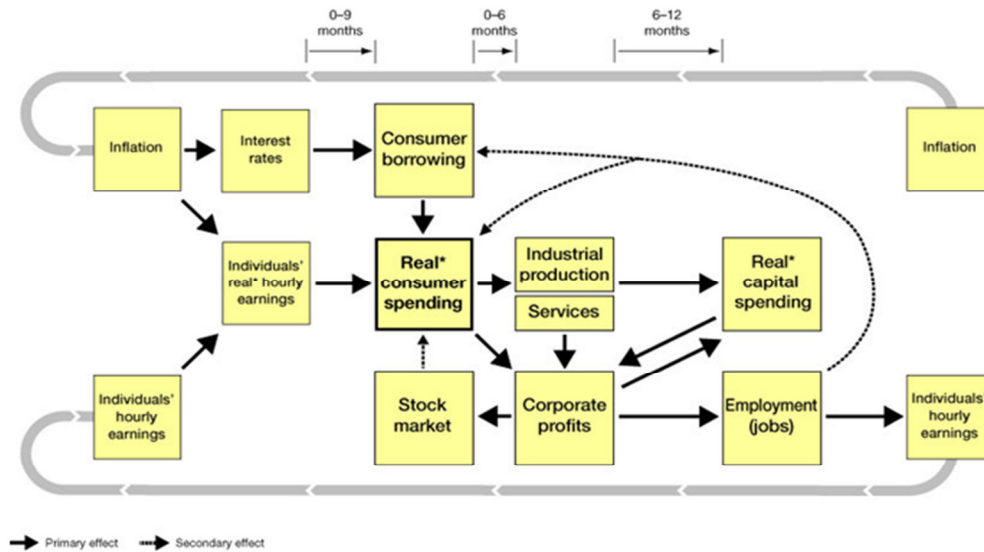 0–9
months
0–6
months
6–12
months
Inflation
Interest
rates
Consumer
borrowing
Inflation
Individuals'
real* hourly
earnings
Real*
consumer
spending
Industrial
production
Services
Real*
capital
spending
Individuals'
hourly
earnings
Stock
market
Corporate
profits
Employment
(jobs)
Individuals'
hourly
earnings
Primary effect
Secondary effect